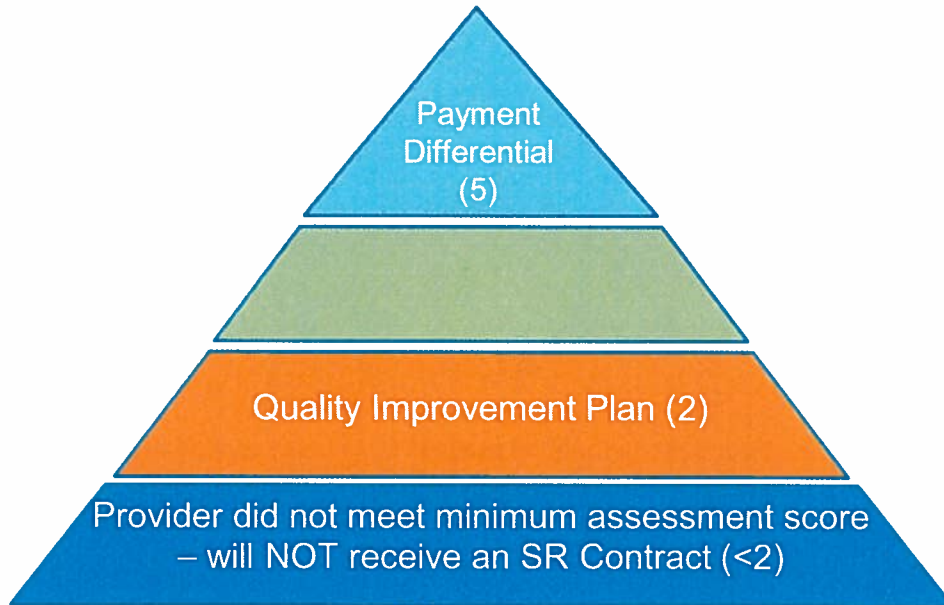 Payment
Differential
(5)
Quality Improvement Plan (2)
Provider did not meet minimum assessment score
– will NOT receive an SR Contract (<2)